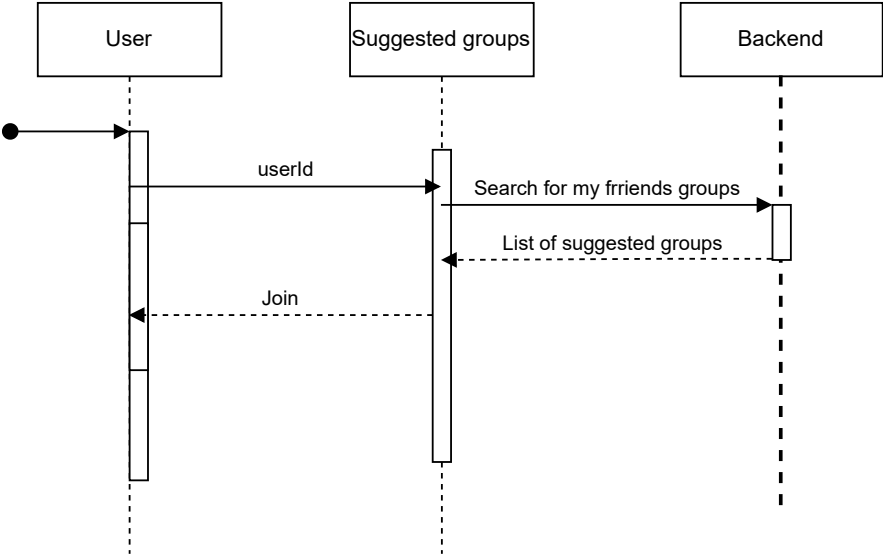 User
Suggested groups
Backend
userId
Search for my frriends groups
List of suggested groups
Join